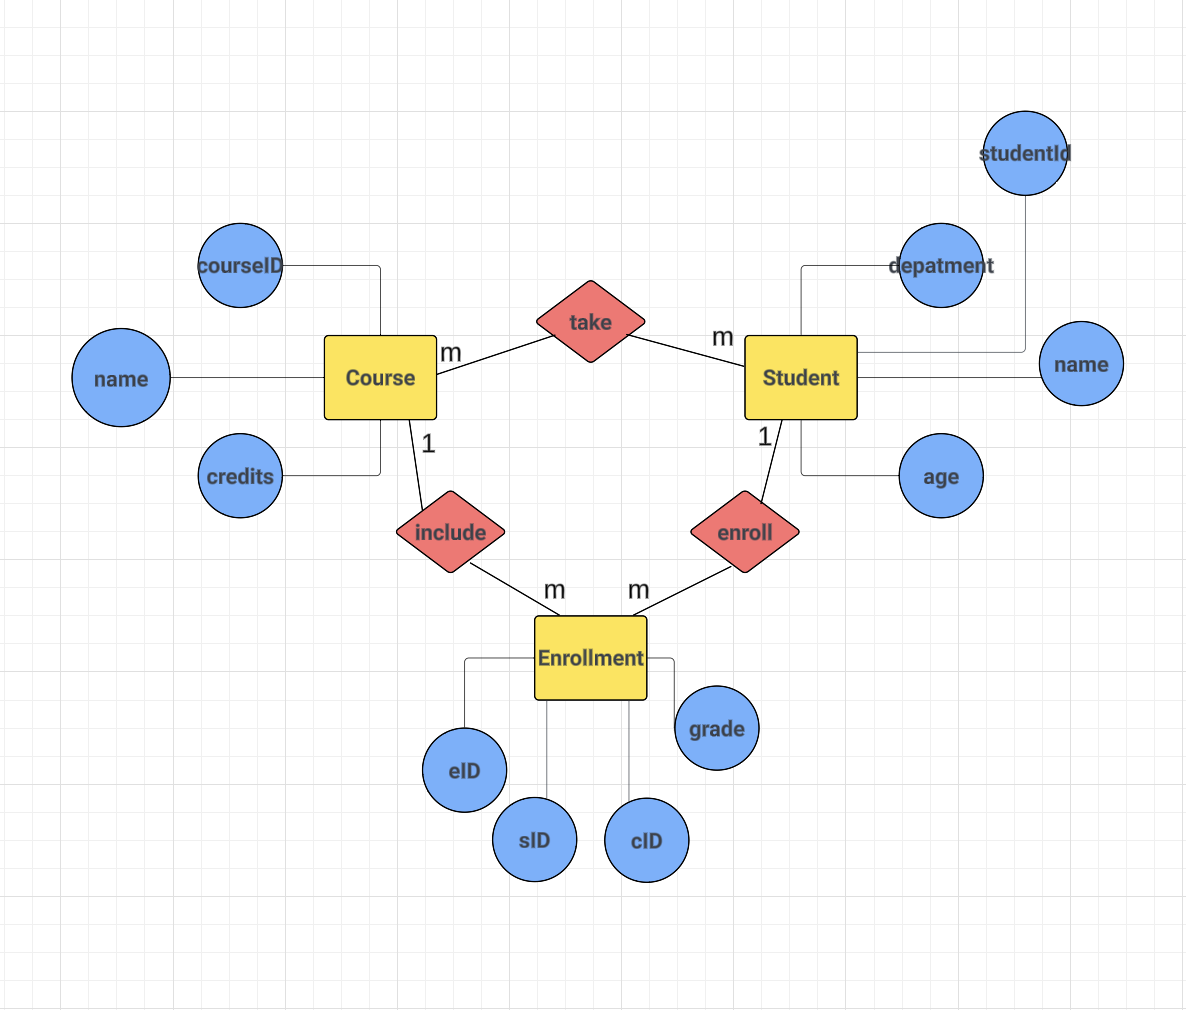 studentId
courseID
depatment
take
m
m
name
Course
Student
name
1
1
credits
age
include
enroll
m
m
Enrollment
grade
eID
sID
cID